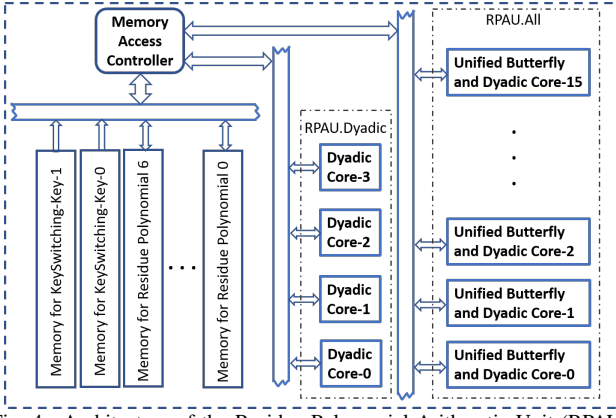 Memory
Access
Controller
RPAU.All
Unified Butterfly
and Dyadic Core-15
.
.
.
Unified Butterfly
and Dyadic Core-2
Unified Butterfly
and Dyadic Core-1
Unified Butterfly
and Dyadic Core-0
RPAU.Dyadic
Dyadic
Core-3
Dyadic
Core-2
Dyadic
Core-1
Dyadic
Core-0
Memory for KeySwitching-Key-1
Memory for KeySwitching-Key-0
Memory for Residue Polynomial 6
...
Memory for Residue Polynomial 0